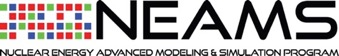 NEAMS
NUCLEAR ENERGY ADVANCED MODELING & SIMULATION PROGRAM